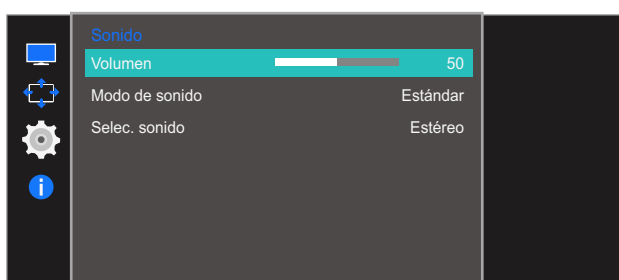 Sonido
Volumen 50
Modo de sonido Estándar
Selec. sonido Estéreo